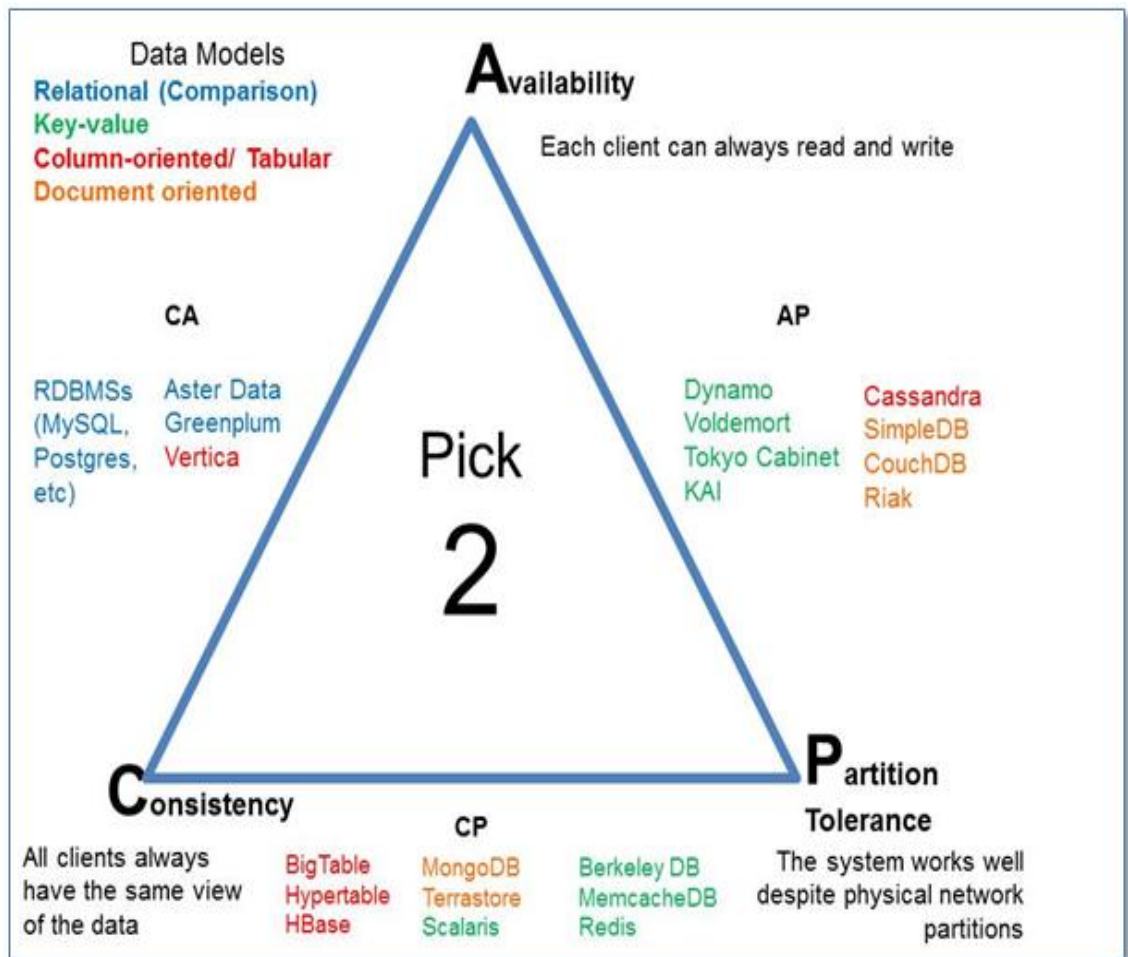 Data Models
Relational (Comparison)
Key-value
Column-oriented/ Tabular
Document oriented
Availability
Each client can always read and write
CA
RDBMSs
(MySQL,
Postgres,
etc)
Aster Data
Greenplum
Vertica
Pick
2
AP
Dynamo
Voldemort
Tokyo Cabinet
KAI
Cassandra
SimpleDB
CouchDB
Riak
Consistency
All clients always
have the same view
of the data
CP
BigTable
Hypertable
HBase
MongoDB
Terrastore
Scalaris
Berkeley DB
MemcacheDB
Redis
Partition
Tolerance
The system works well
despite physical network
partitions